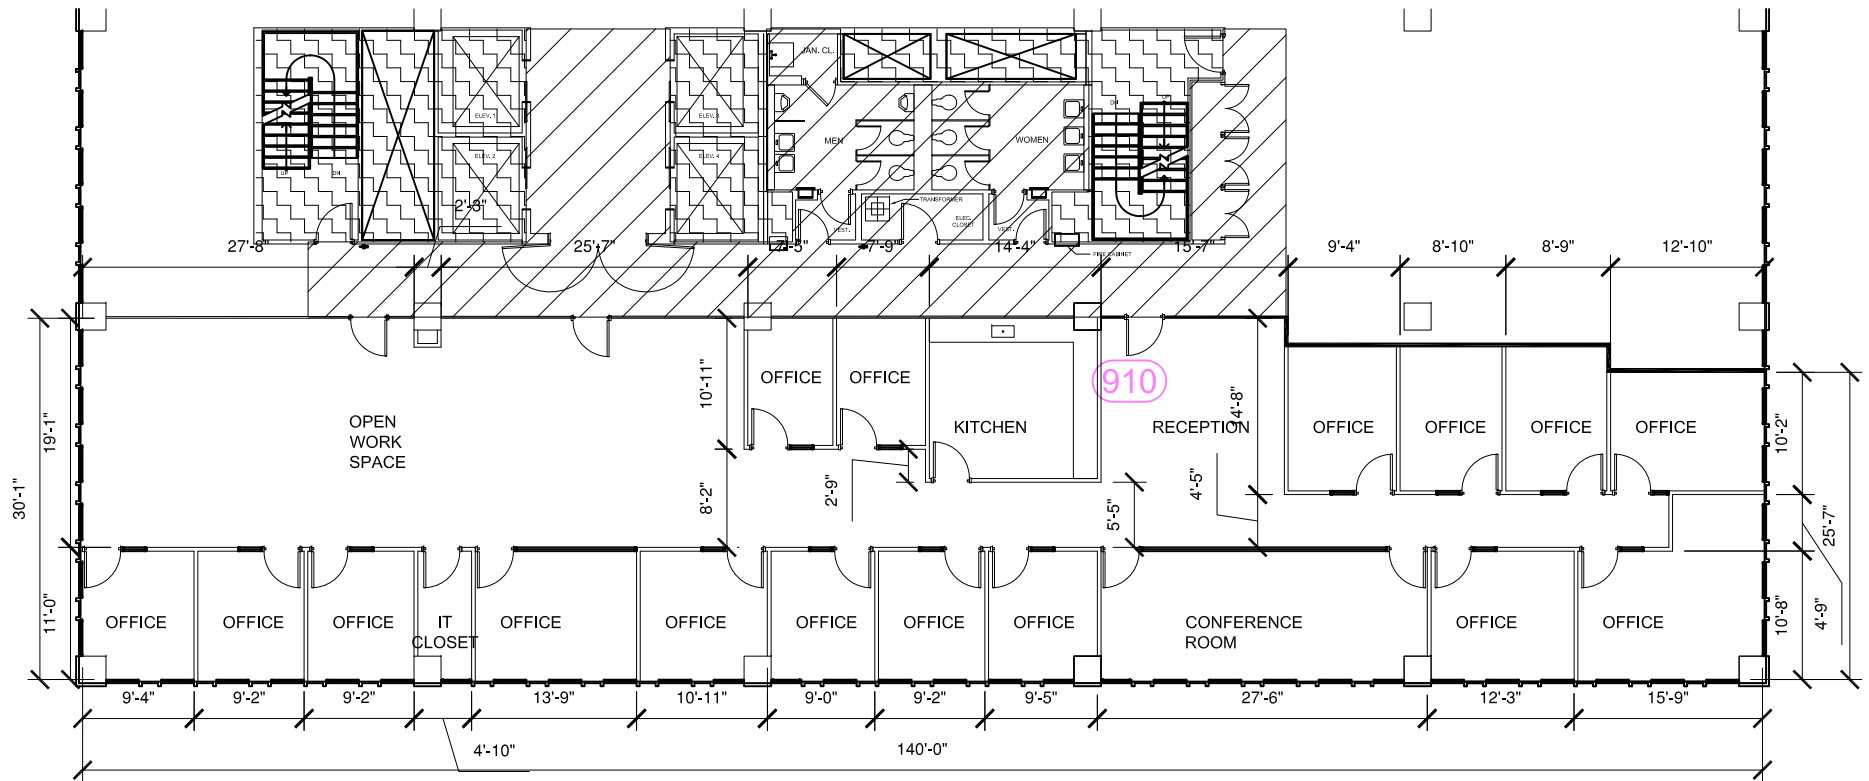 JAN. CL.
ELEV. 1
ELEV. 3
MEN
WOMEN
DN
UP
ELEV. 2
ELEV. 4
UP
DN
TRANSFORMER
2'-3"
VEST.
ELEC.
CLOSET
VEST.
FIRE CABINET
27'-8"
25'-7"
7'-5"
7'-9"
14'-4"
15'-7"
9'-4"
8'-10"
8'-9"
12'-10"
OFFICE
OFFICE
910
10'-11"
14'-8"
OPEN
WORK
SPACE
KITCHEN
RECEPTION
OFFICE
OFFICE
OFFICE
OFFICE
19'-1"
10'-2"
30'-1"
8'-2"
2'-9"
5'-5"
4'-5"
25'-7"
OFFICE
OFFICE
OFFICE
IT
CLOSET
OFFICE
OFFICE
OFFICE
OFFICE
OFFICE
CONFERENCE
ROOM
OFFICE
OFFICE
11'-0"
10'-8"
4'-9"
9'-4"
9'-2"
9'-2"
13'-9"
10'-11"
9'-0"
9'-2"
9'-5"
27'-6"
12'-3"
15'-9"
4'-10"
140'-0"